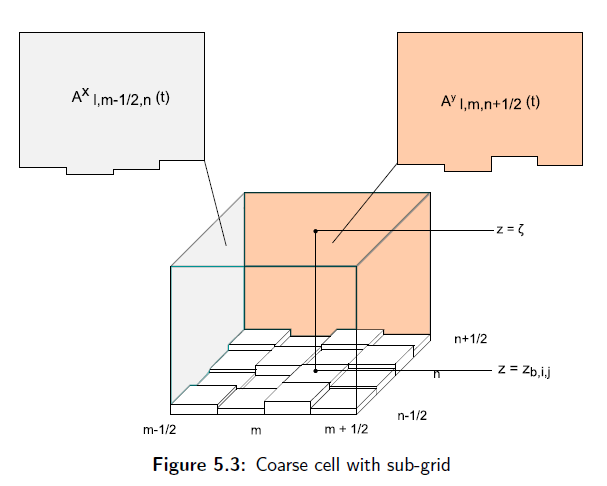 A^x l,m-1/2,n (t)
A^y l,m,n+1/2 (t)
z = ζ
n+1/2
z = z_b,i,j
n
n-1/2
m-1/2
m
m + 1/2
Figure 5.3: Coarse cell with sub-grid